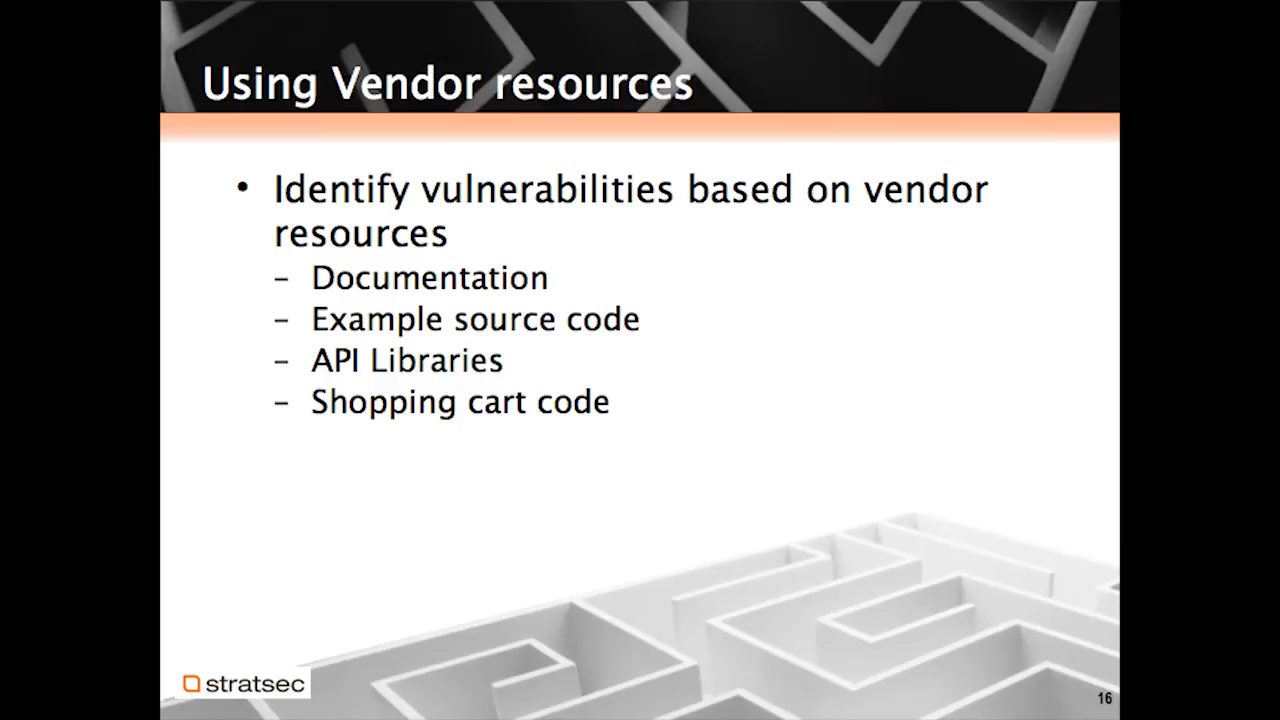 Using Vendor resources
• Identify vulnerabilities based on vendor
resources
– Documentation
– Example source code
– API Libraries
– Shopping cart code
stratsec
16